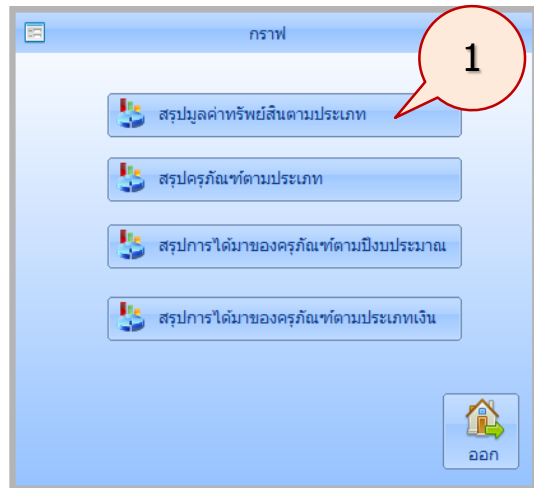 กราฟ
1
สรุปมูลค่าทรัพย์สินตามประเภท
สรุปครุภัณฑ์ตามประเภท
สรุปการได้มาของครุภัณฑ์ตามปีงบประมาณ
สรุปการได้มาของครุภัณฑ์ตามประเภทเงิน
ออก